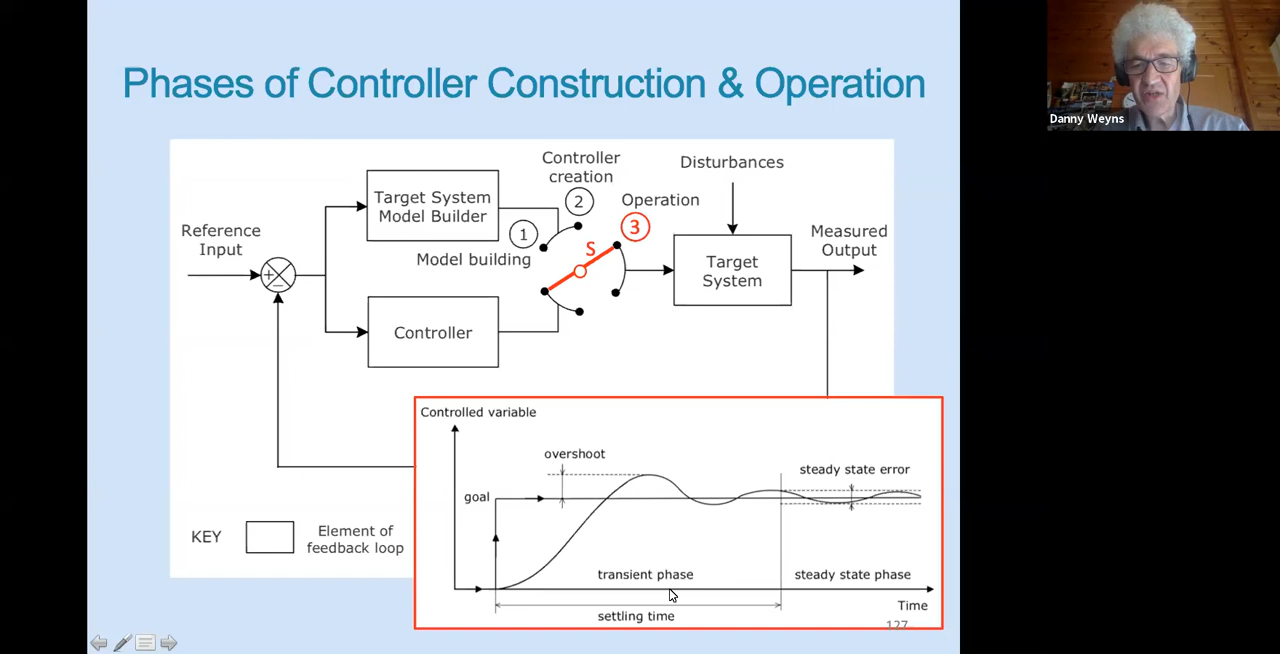 Phases of Controller Construction & Operation
Danny Weyns
Controller
creation
Disturbances
Target System
Model Builder
2
Operation
Reference
Input
1
S
3
Measured
Output
Model building
Target
System
+
−
Controller
Controlled variable
overshoot
steady state error
goal
KEY
Element of
feedback loop
transient phase
steady state phase
Time
settling time
127